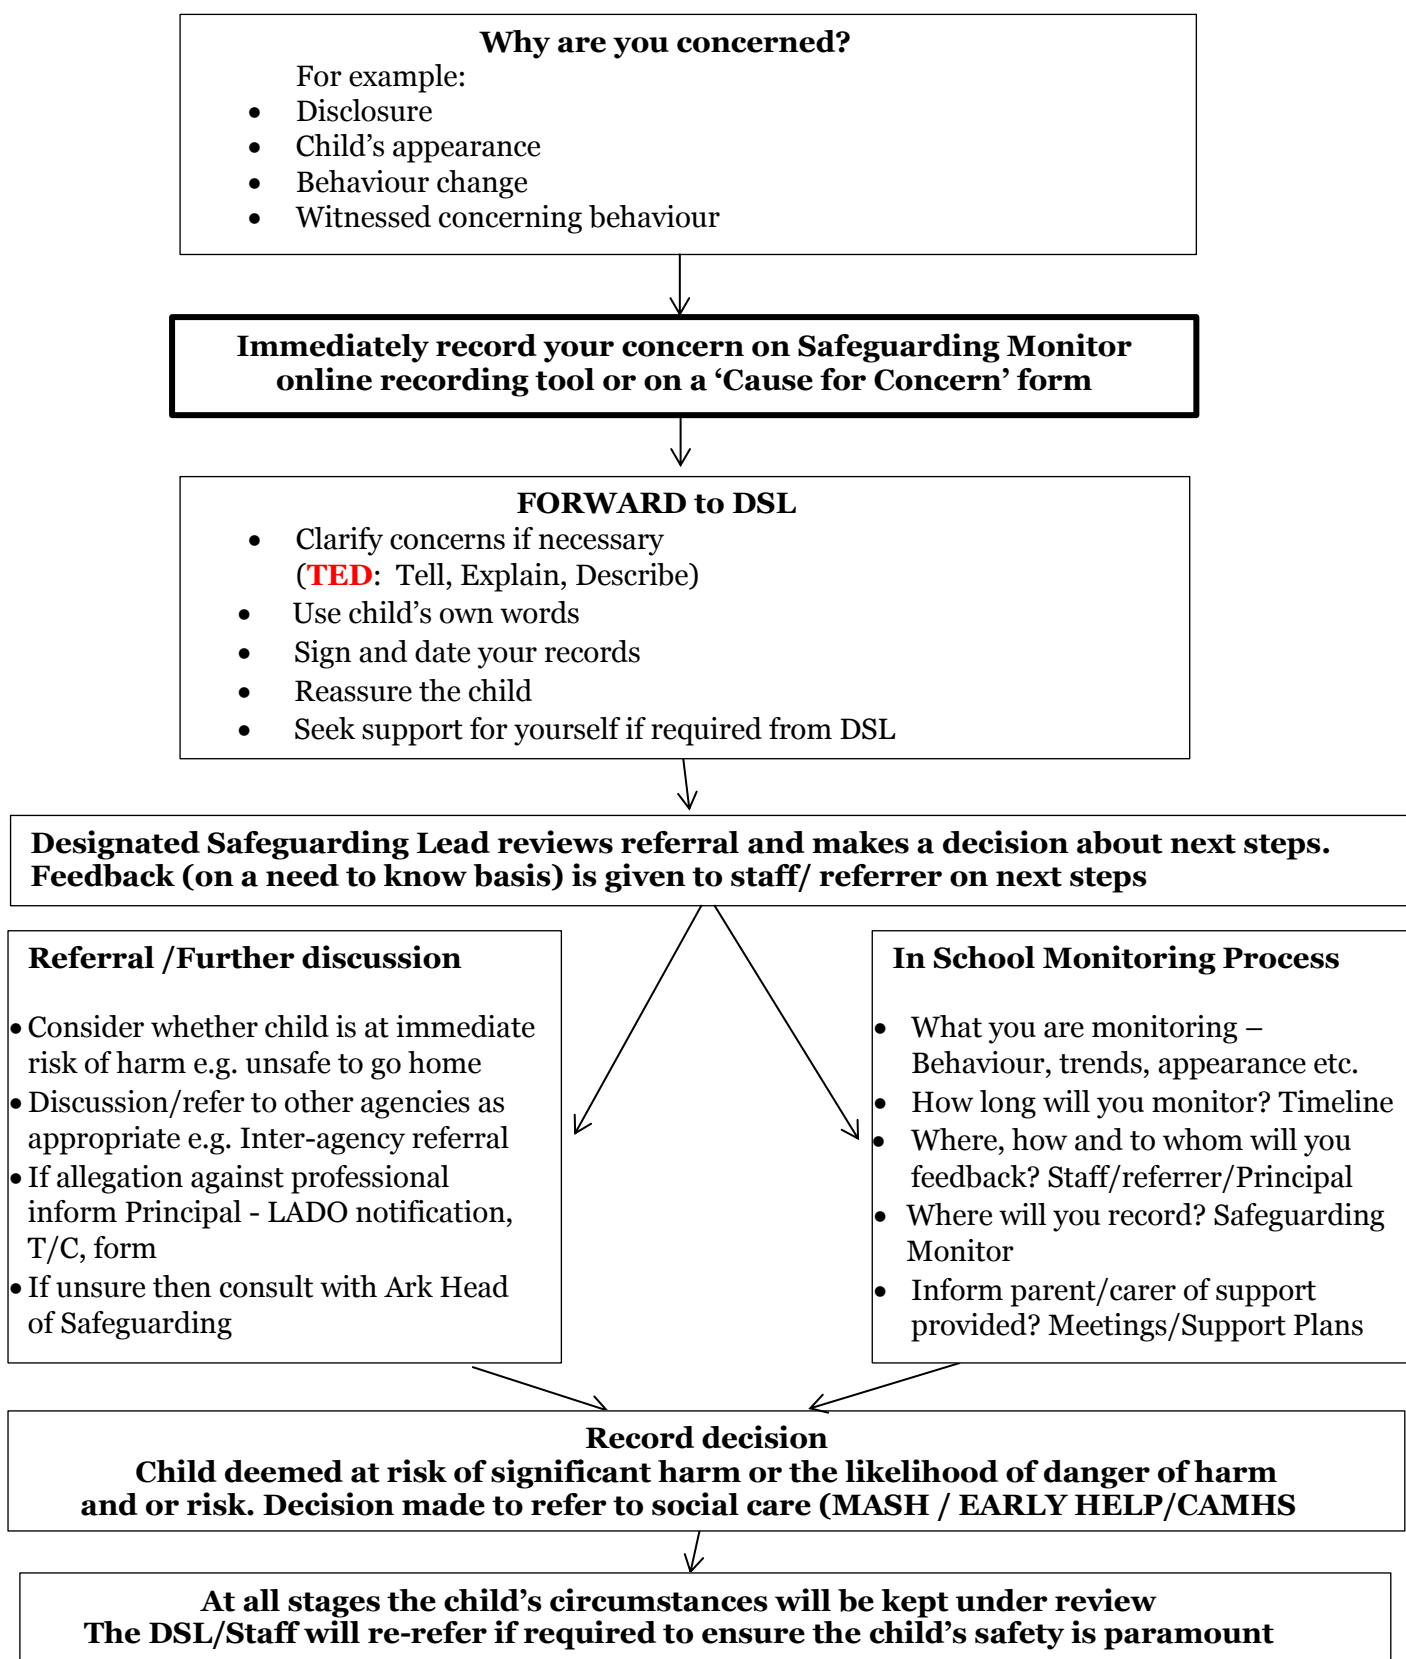 Why are you concerned?
For example:
• Disclosure
• Child’s appearance
• Behaviour change
• Witnessed concerning behaviour
Immediately record your concern on Safeguarding Monitor
online recording tool or on a ‘Cause for Concern’ form
FORWARD to DSL
• Clarify concerns if necessary
(TED: Tell, Explain, Describe)
• Use child’s own words
• Sign and date your records
• Reassure the child
• Seek support for yourself if required from DSL
Designated Safeguarding Lead reviews referral and makes a decision about next steps.
Feedback (on a need to know basis) is given to staff/ referrer on next steps
Referral /Further discussion
• Consider whether child is at immediate
risk of harm e.g. unsafe to go home
• Discussion/refer to other agencies as
appropriate e.g. Inter-agency referral
• If allegation against professional
inform Principal - LADO notification,
T/C, form
• If unsure then consult with Ark Head
of Safeguarding
In School Monitoring Process
• What you are monitoring –
Behaviour, trends, appearance etc.
• How long will you monitor? Timeline
• Where, how and to whom will you
feedback? Staff/referrer/Principal
• Where will you record? Safeguarding
Monitor
• Inform parent/carer of support
provided? Meetings/Support Plans
Record decision
Child deemed at risk of significant harm or the likelihood of danger of harm
and or risk. Decision made to refer to social care (MASH / EARLY HELP/CAMHS
At all stages the child’s circumstances will be kept under review
The DSL/Staff will re-refer if required to ensure the child’s safety is paramount